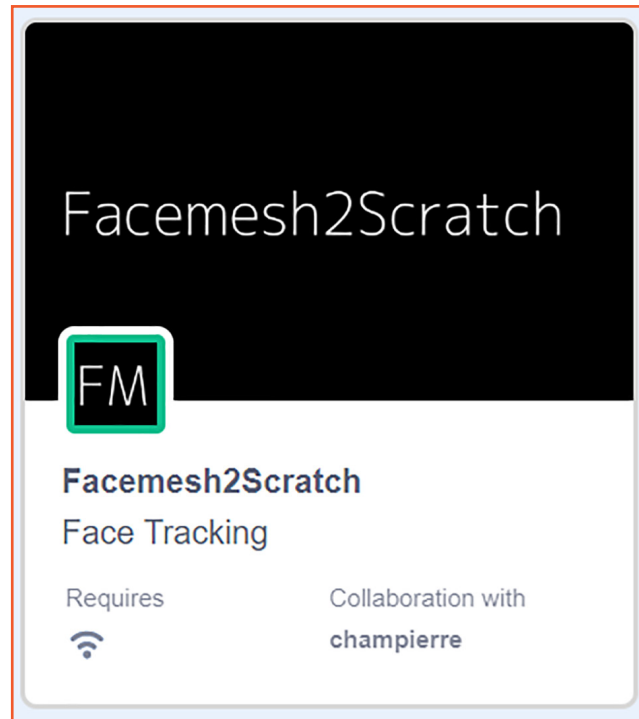 Facemesh2Scratch
FM
Facemesh2Scratch
Face Tracking
Requires
Collaboration with
champierre